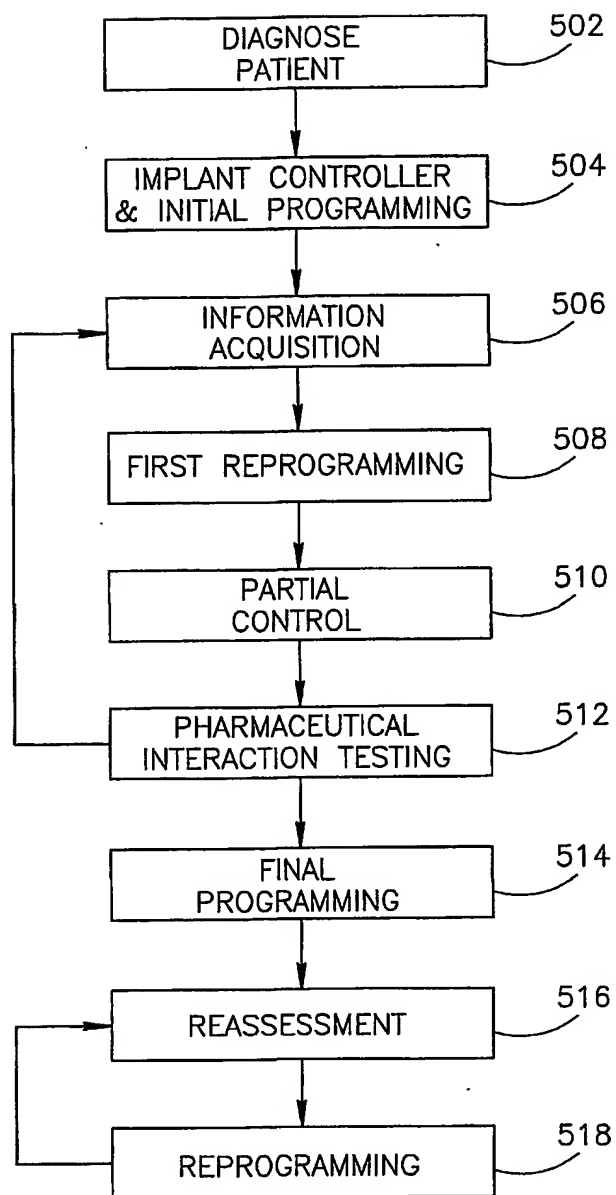 DIAGNOSE
PATIENT
502
IMPLANT CONTROLLER
& INITIAL PROGRAMMING
504
INFORMATION
ACQUISITION
506
FIRST REPROGRAMMING
508
PARTIAL
CONTROL
510
PHARMACEUTICAL
INTERACTION TESTING
512
FINAL
PROGRAMMING
514
REASSESSMENT
516
REPROGRAMMING
518